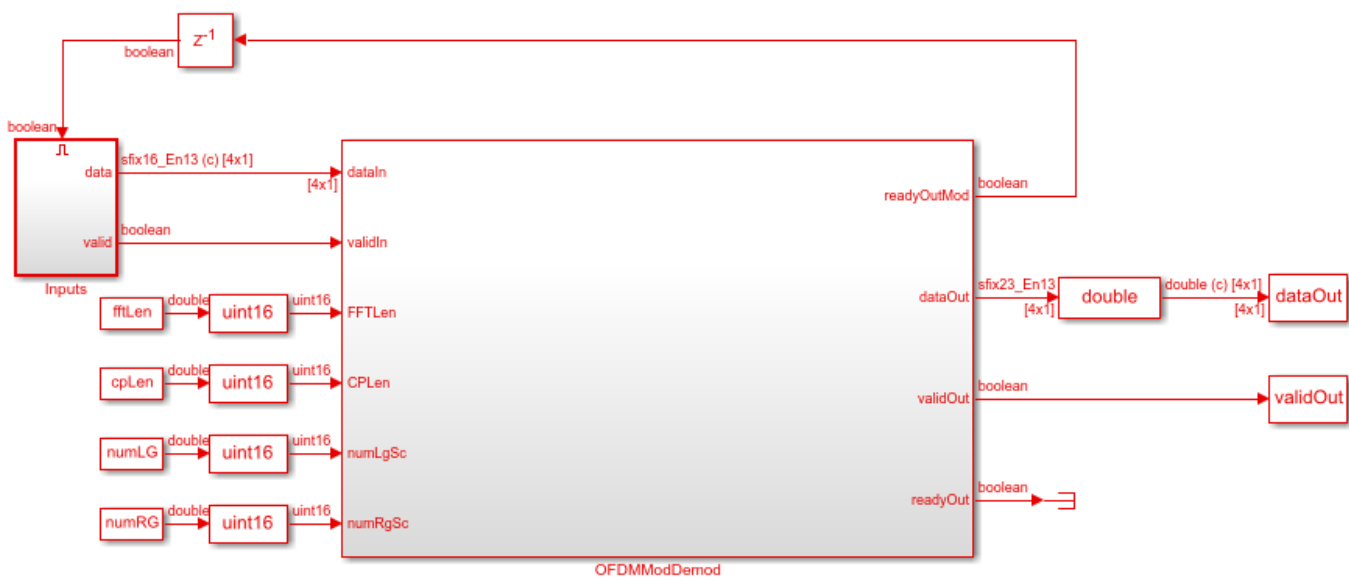 z-1
boolean
boolean
data
sfix16_En13 (c) [4x1]
[4x1]
dataIn
valid
boolean
validIn
Inputs
fftLen
double
uint16
uint16
FFTLen
cpLen
double
uint16
uint16
CPLen
numLG
double
uint16
uint16
numLgSc
numRG
double
uint16
uint16
numRgSc
readyOutMod
boolean
dataOut
sfix23_En13
[4x1]
double
double (c) [4x1]
[4x1]
dataOut
validOut
boolean
validOut
readyOut
boolean
OFDMModDemod